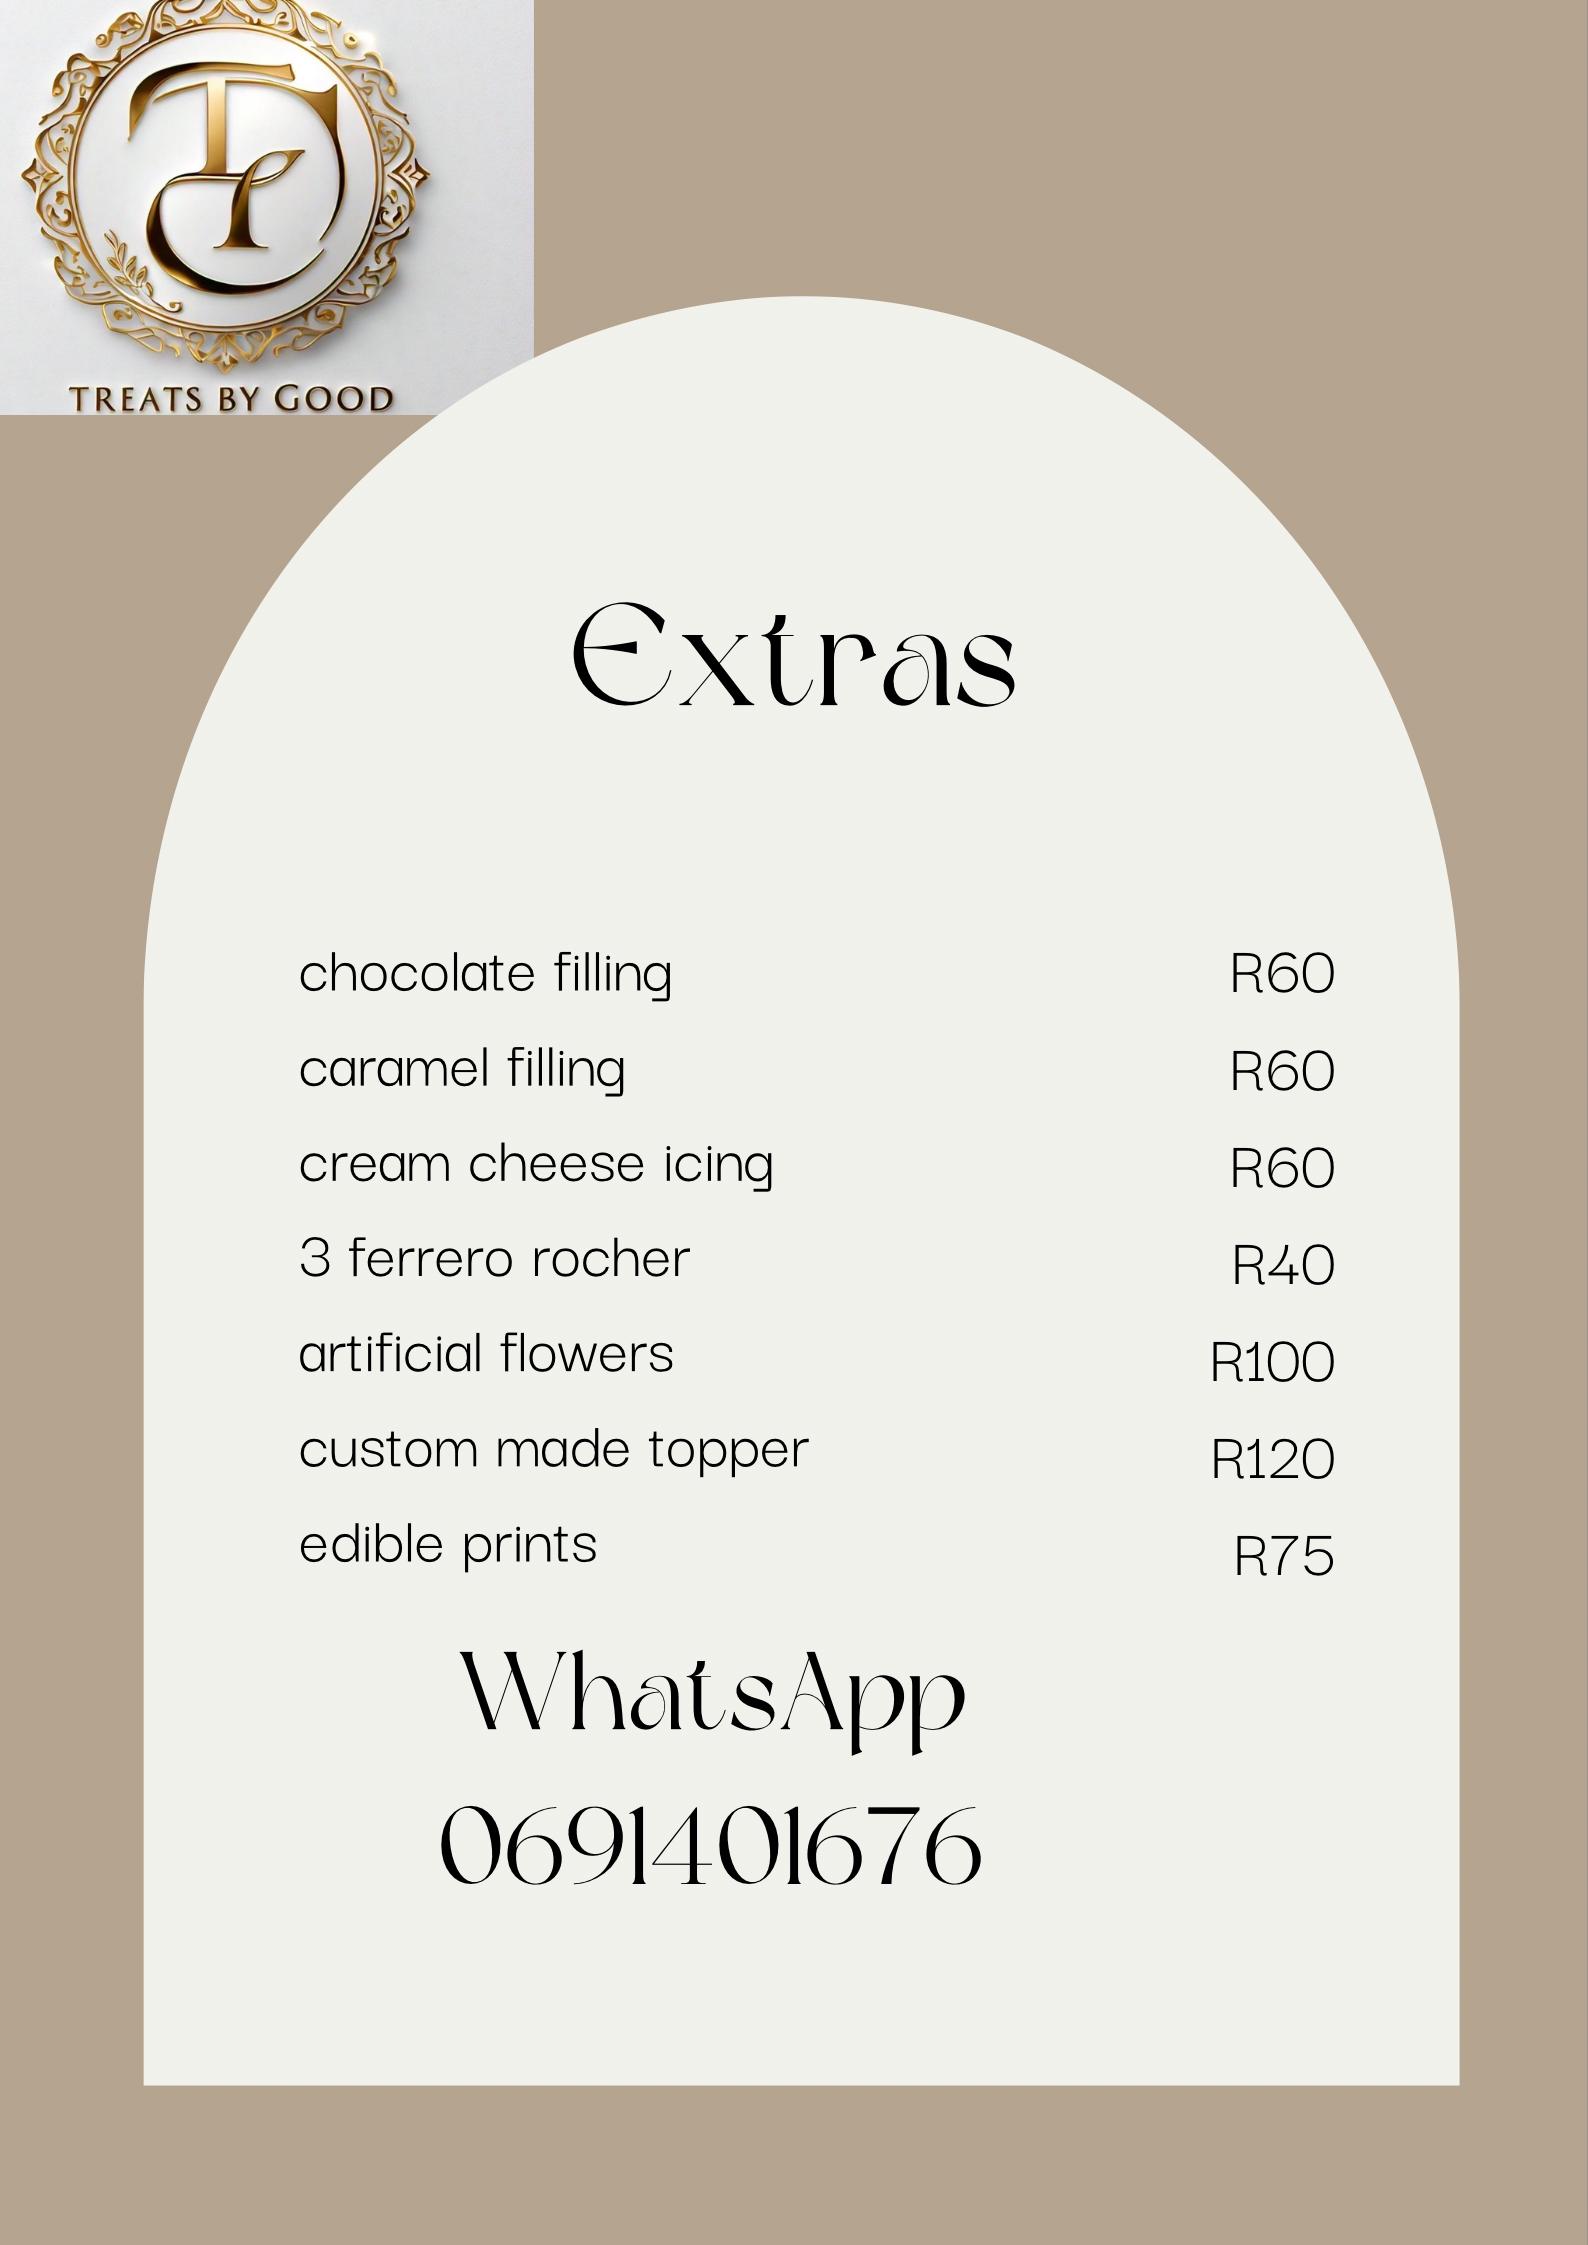 TREATS BY GOOD
Extras
chocolate filling R60
caramel filling R60
cream cheese icing R60
3 ferrero rocher R40
artificial flowers R100
custom made topper R120
edible prints R75
WhatsApp
0691401676